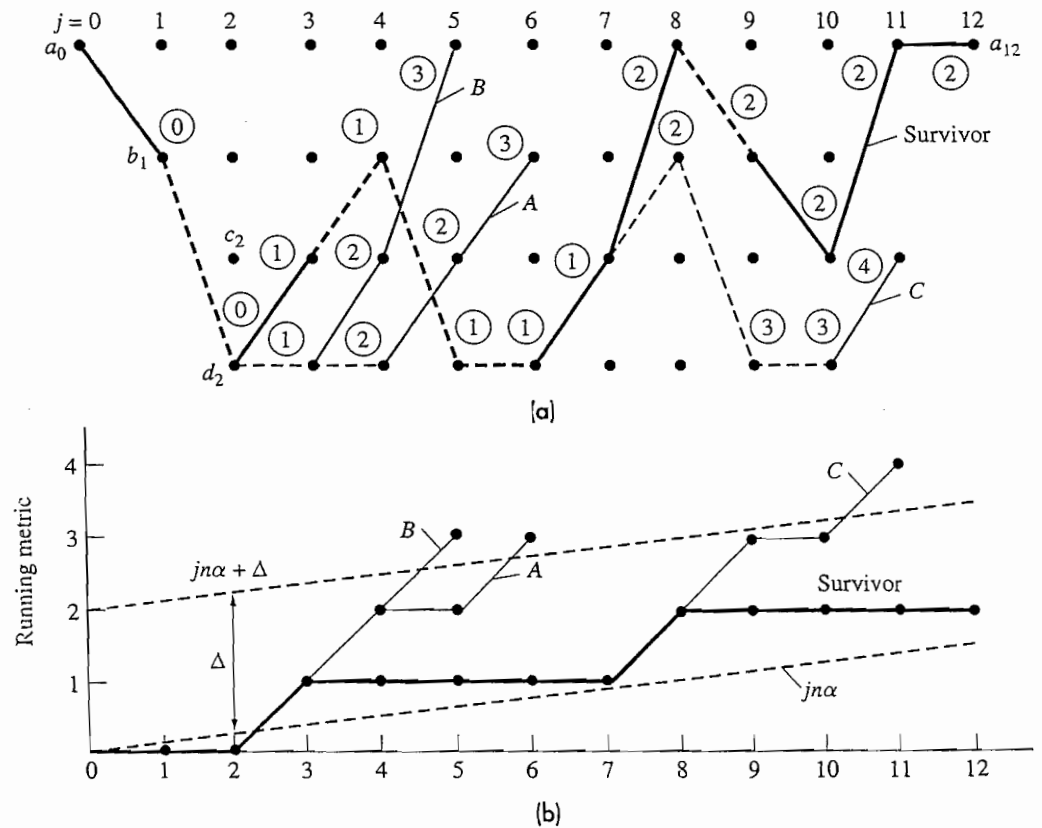 j = 0 1 2 3 4 5 6 7 8 9 10 11 12
a0 a12
3 2 2 2 2
B
0 1 2
b1 3 Survivor
A
c2 2 2
1 2 1 4
0 C
1 2 1 1 3 3
d2
(a)
Running metric
4 C
3 B
jnα + Δ A
2 Survivor
Δ
1 jnα
0 1 2 3 4 5 6 7 8 9 10 11 12
(b)